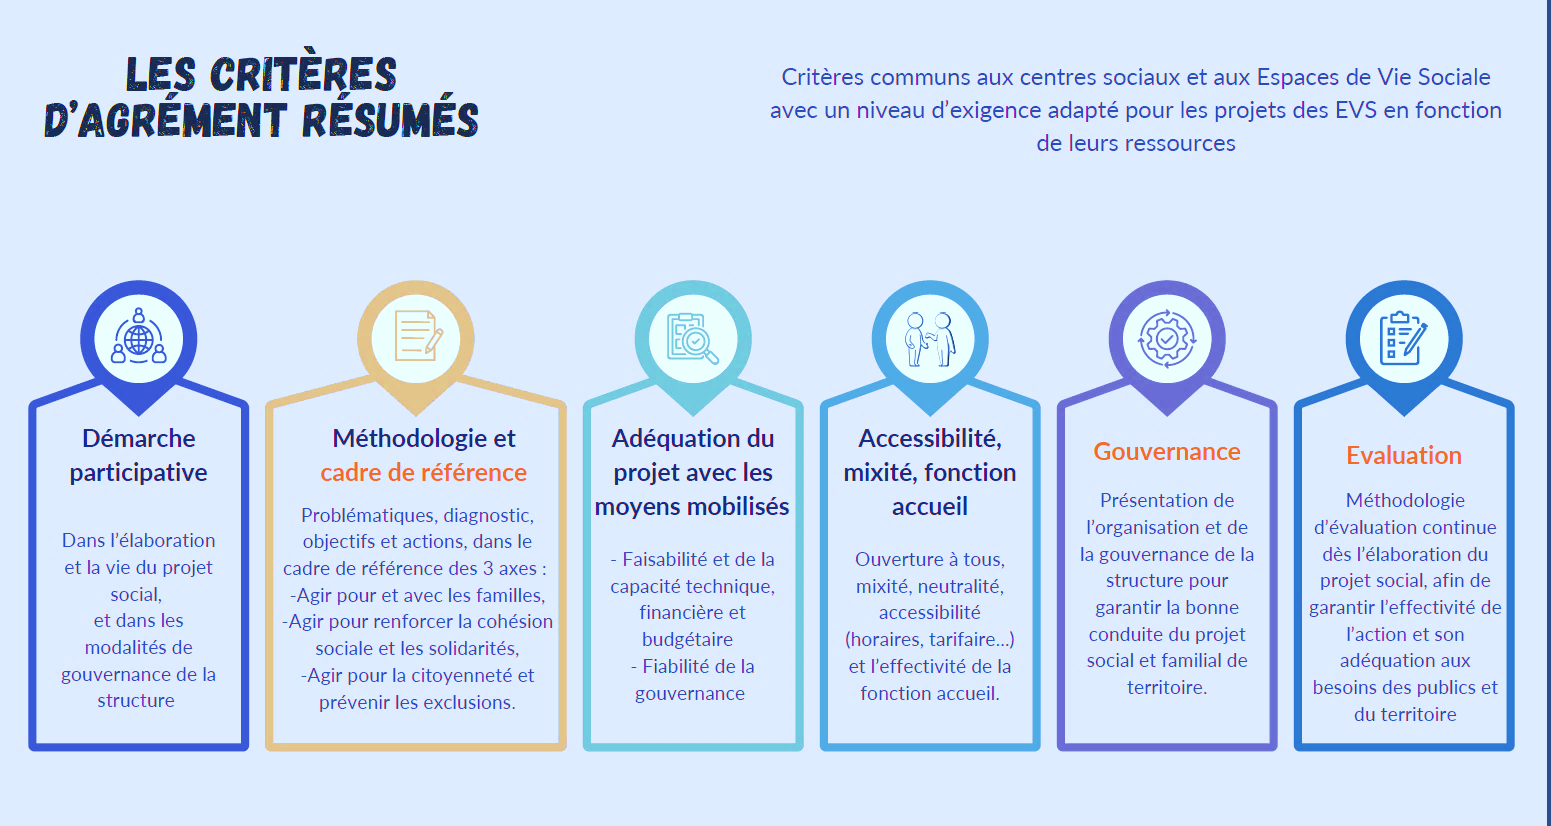 LES CRITÈRES
D'AGRÉMENT RÉSUMÉS
Critères communs aux centres sociaux et aux Espaces de Vie Sociale
avec un niveau d'exigence adapté pour les projets des EVS en fonction
de leurs ressources
Démarche
participative
Dans l'élaboration
et la vie du projet
social,
et dans les
modalités de
gouvernance de la
structure
Méthodologie et
cadre de référence
Problématiques, diagnostic,
objectifs et actions, dans le
cadre de référence des 3 axes :
-Agir pour et avec les familles,
-Agir pour renforcer la cohésion
sociale et les solidarités,
-Agir pour la citoyenneté et
prévenir les exclusions.
Adéquation du
projet avec les
moyens mobilisés
- Faisabilité et de la
capacité technique,
financière et
budgétaire
- Fiabilité de la
gouvernance
Accessibilité,
mixité, fonction
accueil
Ouverture à tous,
mixité, neutralité,
accessibilité
(horaires, tarifaire...)
et l'effectivité de la
fonction accueil.
Gouvernance
Présentation de
l'organisation et de
la gouvernance de la
structure pour
garantir la bonne
conduite du projet
social et familial de
territoire.
Evaluation
Méthodologie
d'évaluation continue
dès l'élaboration du
projet social, afin de
garantir l'effectivité de
l'action et son
adéquation aux
besoins des publics et
du territoire